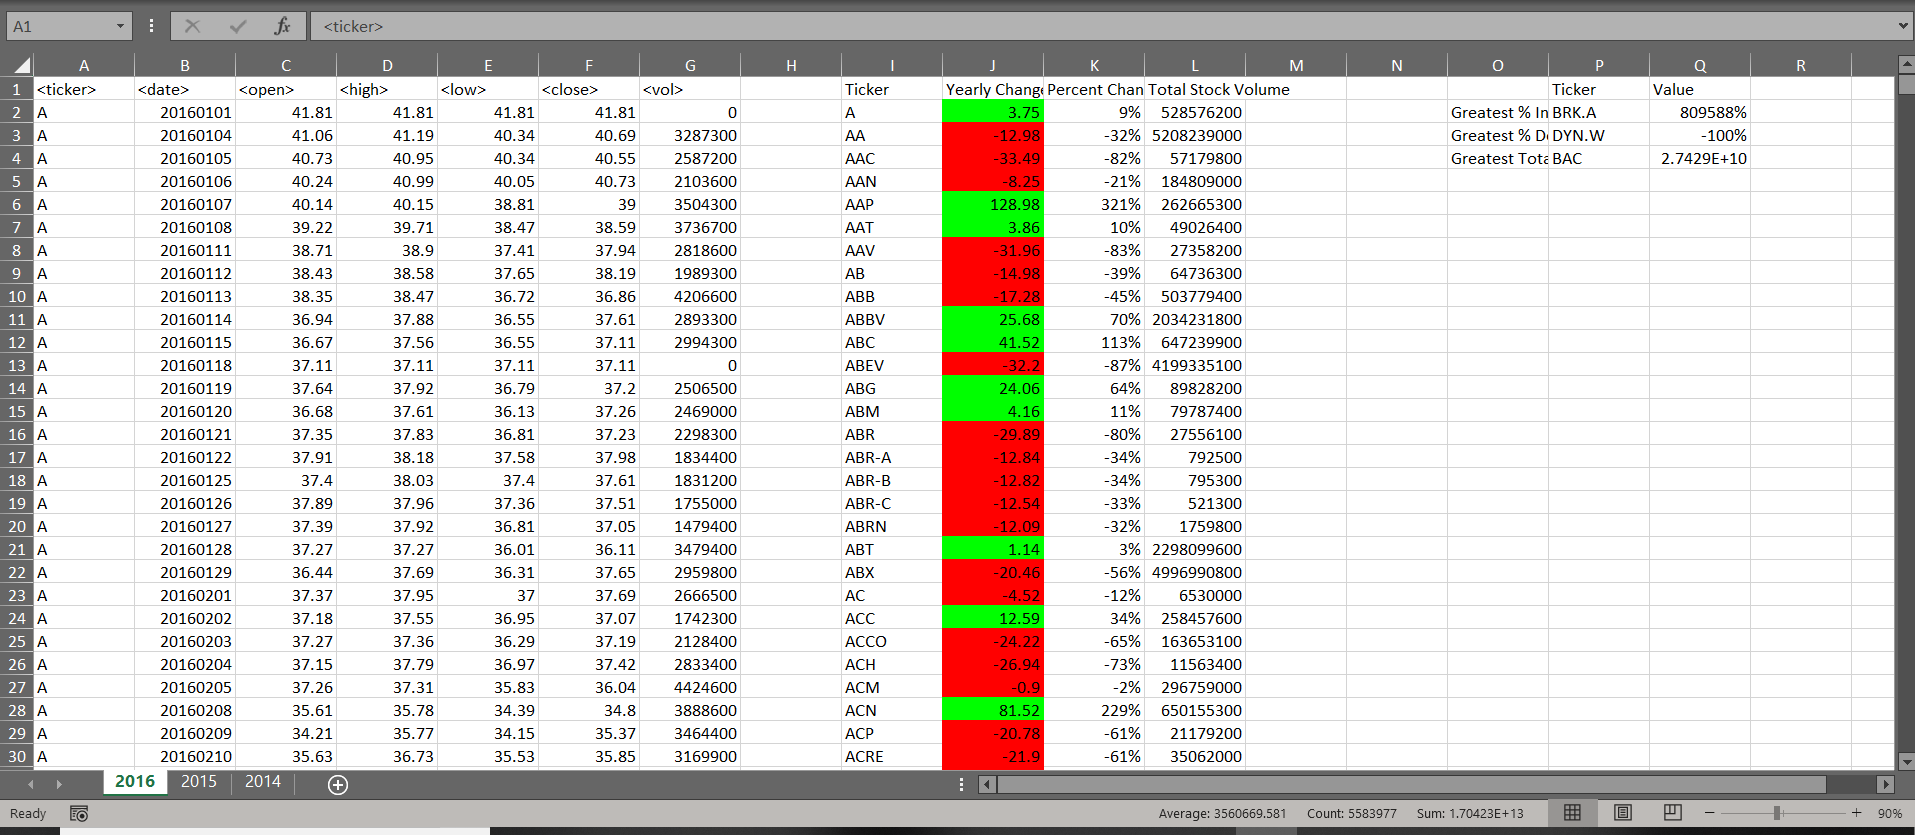 A1 fx <ticker>
A B C D E F G H I J K L M N O P Q R
1 <ticker> <date> <open> <high> <low> <close> <vol> Ticker Yearly Change Percent Chan Total Stock Volume Ticker Value
2 A 20160101 41.81 41.81 41.81 41.81 0 A 3.75 9% 528576200 Greatest % In BRK.A 809588%
3 A 20160104 41.06 41.19 40.34 40.69 3287300 AA -12.98 -32% 5208239000 Greatest % De DYN.W -100%
4 A 20160105 40.73 40.95 40.34 40.55 2587200 AAC -33.49 -82% 57179800 Greatest Tota BAC 2.7429E+10
5 A 20160106 40.24 40.99 40.05 40.73 2103600 AAN -8.25 -21% 184809000
6 A 20160107 40.14 40.15 38.81 39 3504300 AAP 128.98 321% 262665300
7 A 20160108 39.22 39.71 38.47 38.59 3736700 AAT 3.86 10% 49026400
8 A 20160111 38.71 38.9 37.41 37.94 2818600 AAV -31.96 -83% 27358200
9 A 20160112 38.43 38.58 37.65 38.19 1989300 AB -14.98 -39% 64736300
10 A 20160113 38.35 38.47 36.72 36.86 4206600 ABB -17.28 -45% 503779400
11 A 20160114 36.94 37.88 36.55 37.61 2893300 ABBV 25.68 70% 2034231800
12 A 20160115 36.67 37.56 36.55 37.11 2994300 ABC 41.52 113% 647239900
13 A 20160118 37.11 37.11 37.11 37.11 0 ABEV -32.2 -87% 4199335100
14 A 20160119 37.64 37.92 36.79 37.2 2506500 ABG 24.06 64% 89828200
15 A 20160120 36.68 37.61 36.13 37.26 2469000 ABM 4.16 11% 79787400
16 A 20160121 37.35 37.83 36.81 37.23 2298300 ABR -29.89 -80% 27556100
17 A 20160122 37.91 38.18 37.58 37.98 1834400 ABR-A -12.84 -34% 792500
18 A 20160125 37.4 38.03 37.4 37.61 1831200 ABR-B -12.82 -34% 795300
19 A 20160126 37.89 37.96 37.36 37.51 1755000 ABR-C -12.54 -33% 521300
20 A 20160127 37.39 37.92 36.81 37.05 1479400 ABRN -12.09 -32% 1759800
21 A 20160128 37.27 37.27 36.01 36.11 3479400 ABT 1.14 3% 2298099600
22 A 20160129 36.44 37.69 36.31 37.65 2959800 ABX -20.46 -56% 4996990800
23 A 20160201 37.37 37.95 37 37.69 2666500 AC -4.52 -12% 6530000
24 A 20160202 37.18 37.55 36.95 37.07 1742300 ACC 12.59 34% 258457600
25 A 20160203 37.27 37.36 36.29 37.19 2128400 ACCO -24.22 -65% 163653100
26 A 20160204 37.15 37.79 36.97 37.42 2833400 ACH -26.94 -73% 11563400
27 A 20160205 37.26 37.31 35.83 36.04 4424600 ACM -0.9 -2% 296759000
28 A 20160208 35.61 35.78 34.39 34.8 3888600 ACN 81.52 229% 650155300
29 A 20160209 34.21 35.77 34.15 35.37 3464400 ACP -20.78 -61% 21179200
30 A 20160210 35.63 36.73 35.53 35.85 3169900 ACRE -21.9 -61% 35062000
2016 2015 2014
Ready Average: 3560669.581 Count: 5583977 Sum: 1.70423E+13 90%